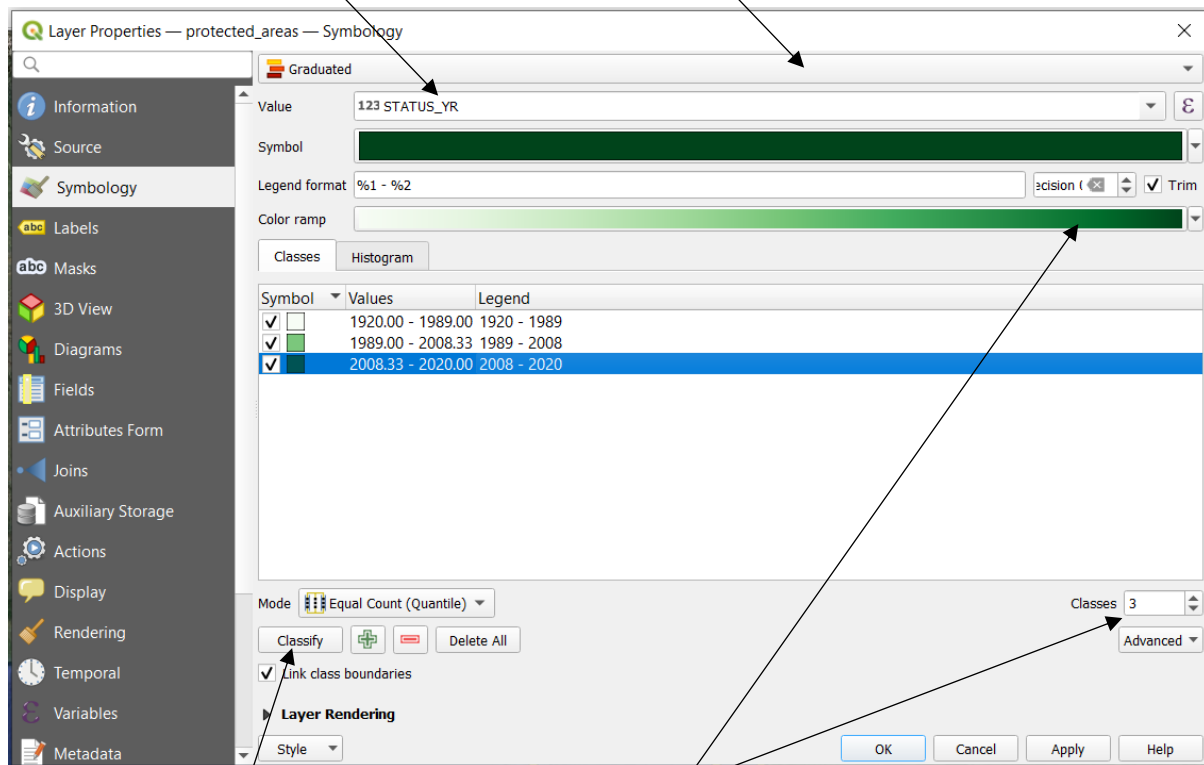 Layer Properties — protected_areas — Symbology
Graduated
Information
Value 123 STATUS_YR ε
Source
Symbol
Symbology
Legend format %1 - %2 ecision ( Trim
Color ramp
abc Labels
Classes Histogram
abc Masks
Symbol Values Legend
3D View
1920.00 - 1989.00 1920 - 1989
1989.00 - 2008.33 1989 - 2008
Diagrams
2008.33 - 2020.00 2008 - 2020
Fields
Attributes Form
Joins
Auxiliary Storage
Actions
Display
Mode Equal Count (Quantile) Classes 3
Rendering
Classify Delete All Advanced
Temporal
Link class boundaries
Variables
Layer Rendering
Metadata
Style OK Cancel Apply Help